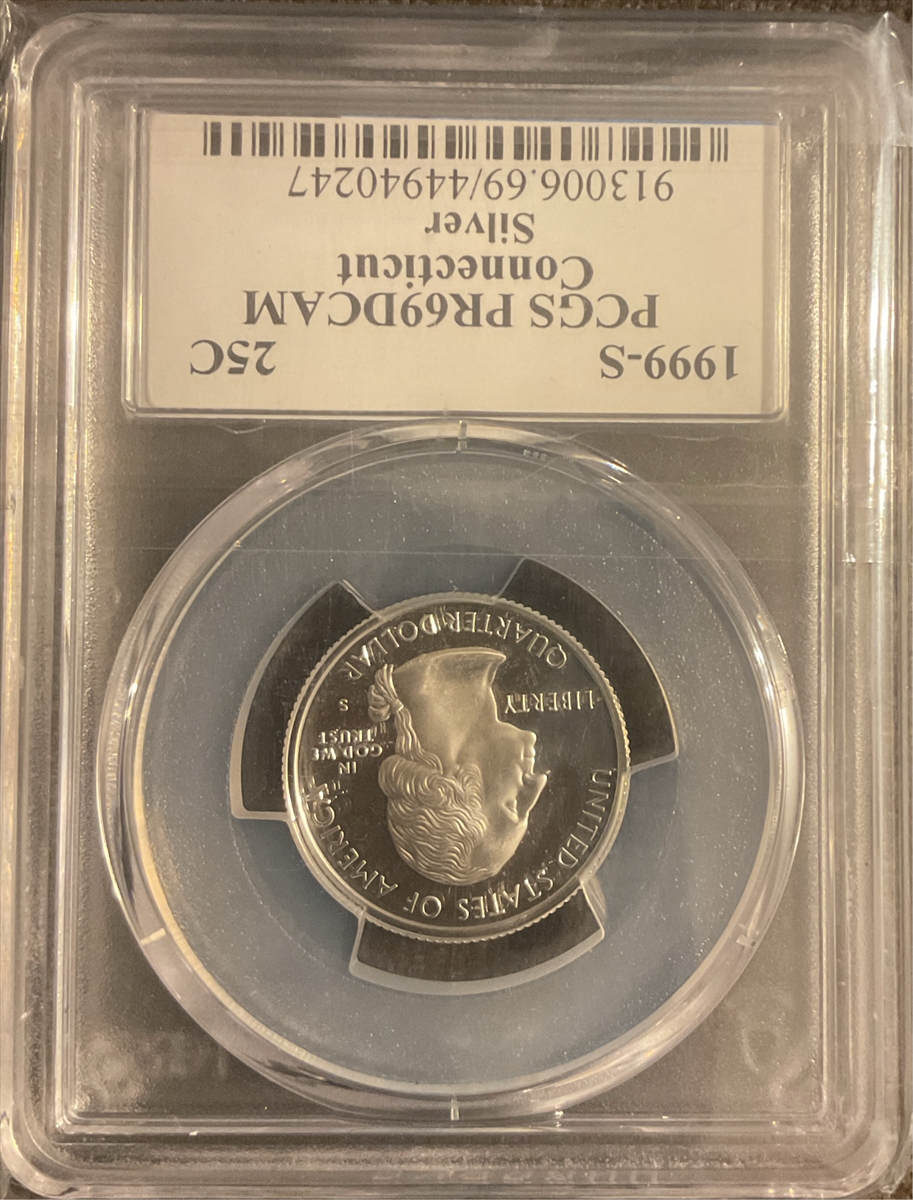 1999-S 25C
PCGS PR69DCAM
Connecticut
Silver
913006.69/44940247
UNITED STATES OF AMERICA
LIBERTY
IN
GOD WE
TRUST
S
QUARTER DOLLAR